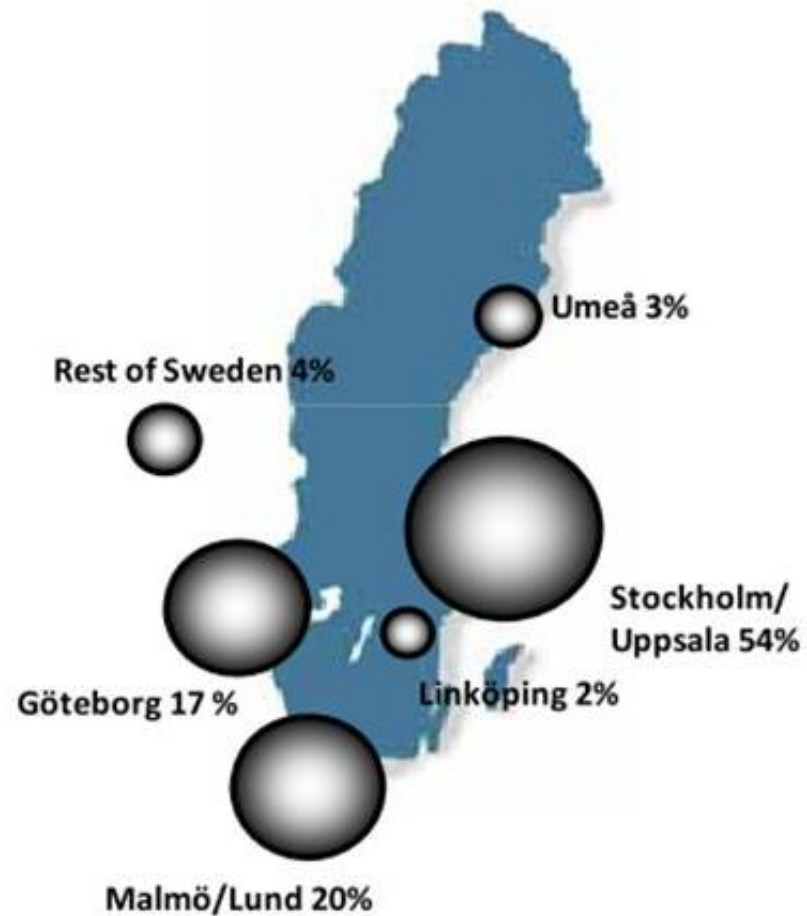 Umeå 3%
Rest of Sweden 4%
Stockholm/
Uppsala 54%
Linköping 2%
Göteborg 17 %
Malmö/Lund 20%